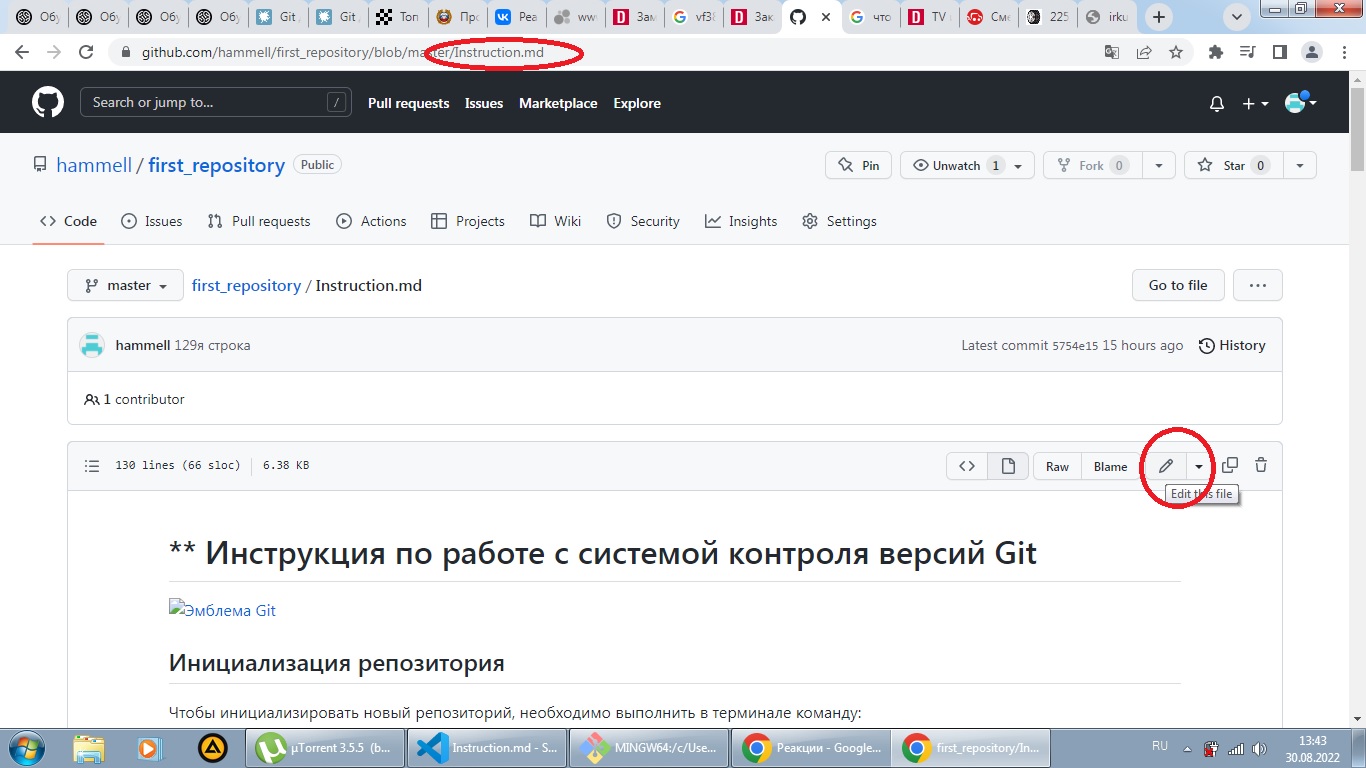 Обу
Обу
Обу
Обу
Git
Git
Топ
Про
Реа
www
Зам
vf3
Зак
что
TV
Сме
225
irku
github.com/hammell/first_repository/blob/master/Instruction.md
Search or jump to...
/
Pull requests
Issues
Marketplace
Explore
hammell / first_repository
Public
Pin
Unwatch 1
Fork 0
Star 0
Code
Issues
Pull requests
Actions
Projects
Wiki
Security
Insights
Settings
master
first_repository / Instruction.md
Go to file
...
hammell 129я строка
Latest commit 5754e15 15 hours ago
History
1 contributor
130 lines (66 sloc)
6.38 KB
Raw
Blame
Edit this file
** Инструкция по работе с системой контроля версий Git
Эмблема Git
Инициализация репозитория
Чтобы инициализировать новый репозиторий, необходимо выполнить в терминале команду:
µTorrent 3.5.5 (b...
Instruction.md - S...
MINGW64:/c/Use...
Реакции - Google...
first_repository/In...
RU
13:43
30.08.2022